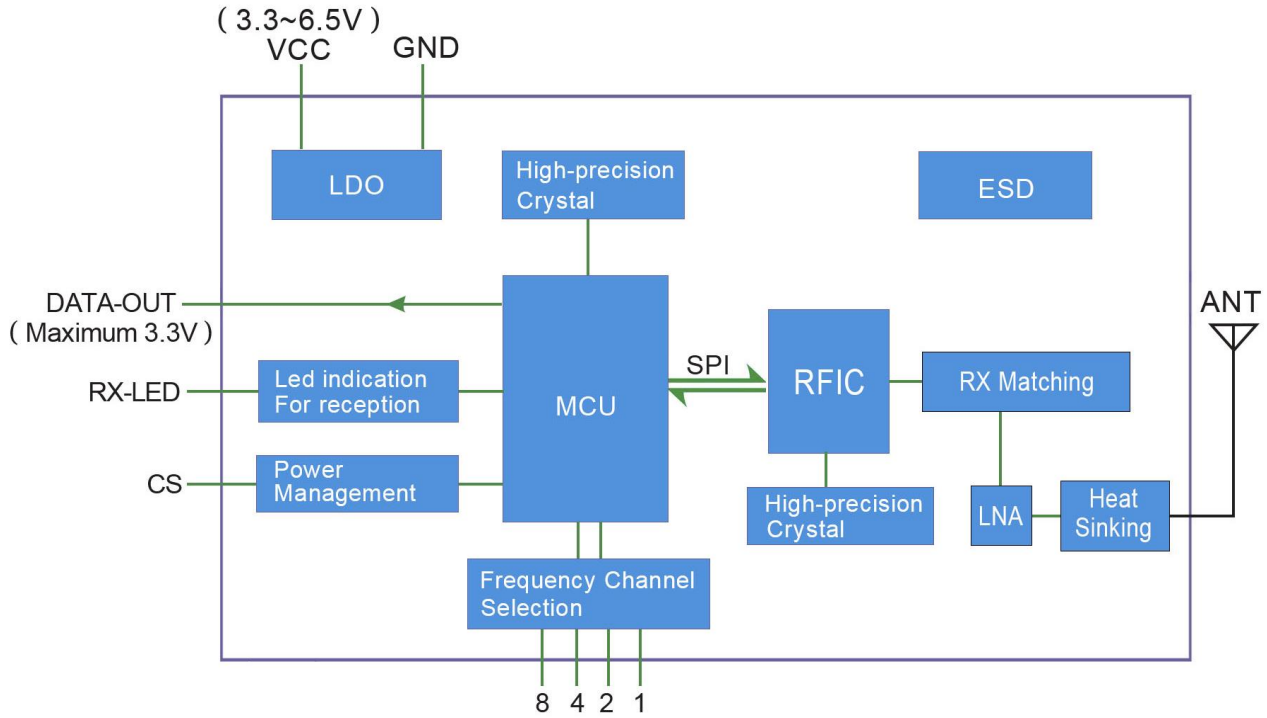 ( 3.3~6.5V )
VCC
GND
LDO
High-precision
Crystal
ESD
DATA-OUT
( Maximum 3.3V )
ANT
RX-LED
Led indication
For reception
MCU
SPI
RFIC
RX Matching
CS
Power
Management
High-precision
Crystal
LNA
Heat
Sinking
Frequency Channel
Selection
8 4 2 1